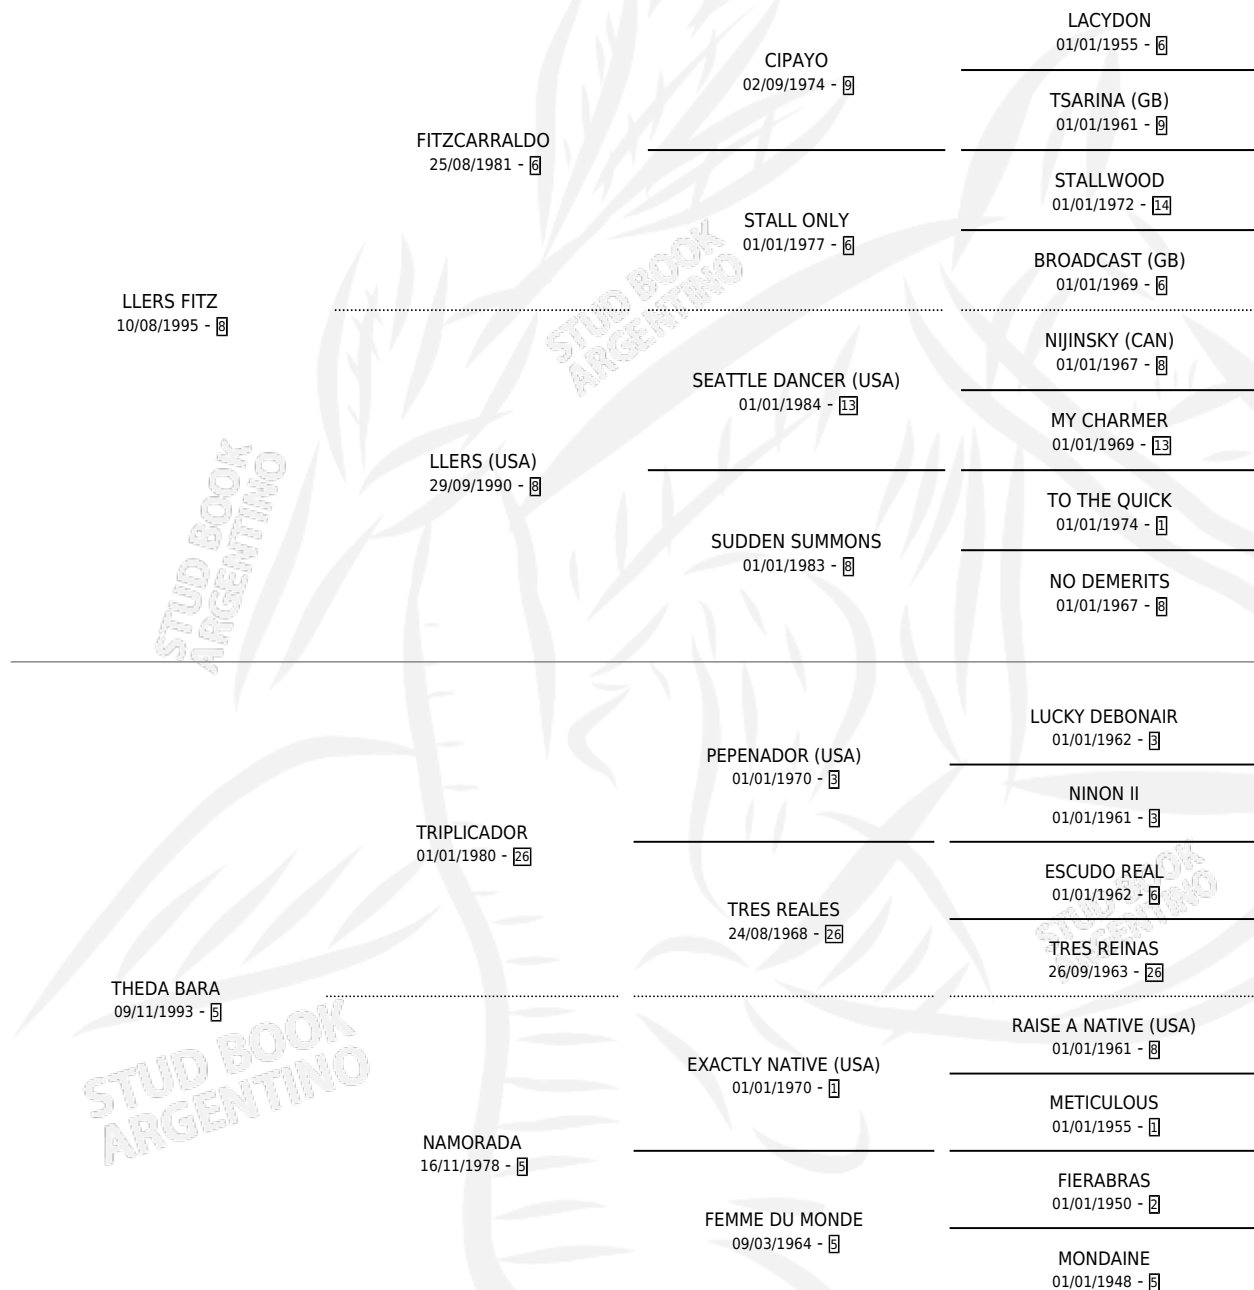 LACYDON
01/01/1955 - 6
CIPAYO
02/09/1974 - 9
TSARINA (GB)
01/01/1961 - 9
FITZCARRALDO
25/08/1981 - 6
STALLWOOD
01/01/1972 - 14
STALL ONLY
01/01/1977 - 6
BROADCAST (GB)
01/01/1969 - 6
LLERS FITZ
10/08/1995 - 8
NIJINSKY (CAN)
01/01/1967 - 8
SEATTLE DANCER (USA)
01/01/1984 - 13
MY CHARMER
01/01/1969 - 13
LLERS (USA)
29/09/1990 - 8
TO THE QUICK
01/01/1974 - 1
SUDDEN SUMMONS
01/01/1983 - 8
NO DEMERITS
01/01/1967 - 8
LUCKY DEBONAIR
01/01/1962 - 3
PEPENADOR (USA)
01/01/1970 - 3
NINON II
01/01/1961 - 3
TRIPLICADOR
01/01/1980 - 26
ESCUDO REAL
01/01/1962 - 6
TRES REALES
24/08/1968 - 26
TRES REINAS
26/09/1963 - 26
THEDA BARA
09/11/1993 - 5
RAISE A NATIVE (USA)
01/01/1961 - 8
EXACTLY NATIVE (USA)
01/01/1970 - 1
METICULOUS
01/01/1955 - 1
NAMORADA
16/11/1978 - 5
FIERABRAS
01/01/1950 - 2
FEMME DU MONDE
09/03/1964 - 5
MONDAINE
01/01/1948 - 5
STUD BOOK
ARGENTINO
STUD BOOK
ARGENTINO
STUD BOOK
ARGENTINO
STUD BOOK
ARGENTINO